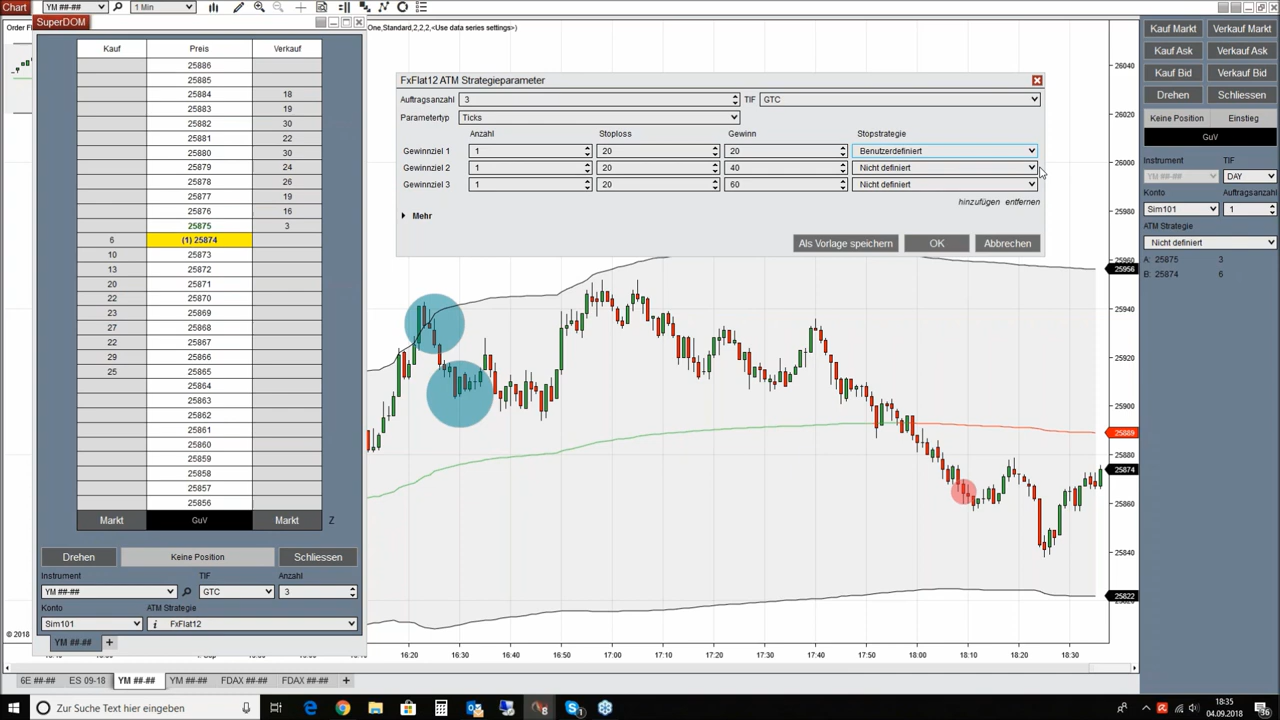 Chart YM ##-## 1 Min
Order Fl
One,Standard,2,2,2,<Use data series settings>)
SuperDOM
Kauf Preis Verkauf
25886
25885
25884 18
25883 19
25882 30
25881 22
25880 30
25879 24
25878 26
25877 19
25876 16
25875 3
6 (1) 25874
10 25873
13 25872
20 25871
22 25870
23 25869
27 25868
22 25867
29 25866
25 25865
25864
25863
25862
25861
25860
25859
25858
25857
25856
Markt GuV Markt Z
Drehen Keine Position Schliessen
Instrument TIF Anzahl
YM ##-## GTC 3
Konto ATM Strategie
Sim101 i FxFlat12
YM ##-## +
© 2018
FxFlat12 ATM Strategieparameter
Auftragsanzahl 3 TIF GTC
Parametertyp Ticks
Anzahl Stoploss Gewinn Stopstrategie
Gewinnziel 1 1 20 20 Benutzerdefiniert
Gewinnziel 2 1 20 40 Nicht definiert
Gewinnziel 3 1 20 60 Nicht definiert
hinzufügen entfernen
Mehr
Als Vorlage speichern OK Abbrechen
26040
26020
26000
25980
25960
25956
25940
25920
25900
25889
25880
25874
25860
25840
25822
16:20 16:30 16:40 16:50 17:00 17:10 17:20 17:30 17:40 17:50 18:00 18:10 18:20 18:30
Kauf Markt Verkauf Markt
Kauf Ask Verkauf Ask
Kauf Bid Verkauf Bid
Drehen Schliessen
Keine Position Einstieg
GuV
Instrument TIF
YM ##-## DAY
Konto Auftragsanzahl
Sim101 1
ATM Strategie
Nicht definiert
A: 25875 3
B: 25874 6
6E ##-## ES 09-18 YM ##-## YM ##-## FDAX ##-## FDAX ##-## +
Zur Suche Text hier eingeben
18:35
04.09.2018
36